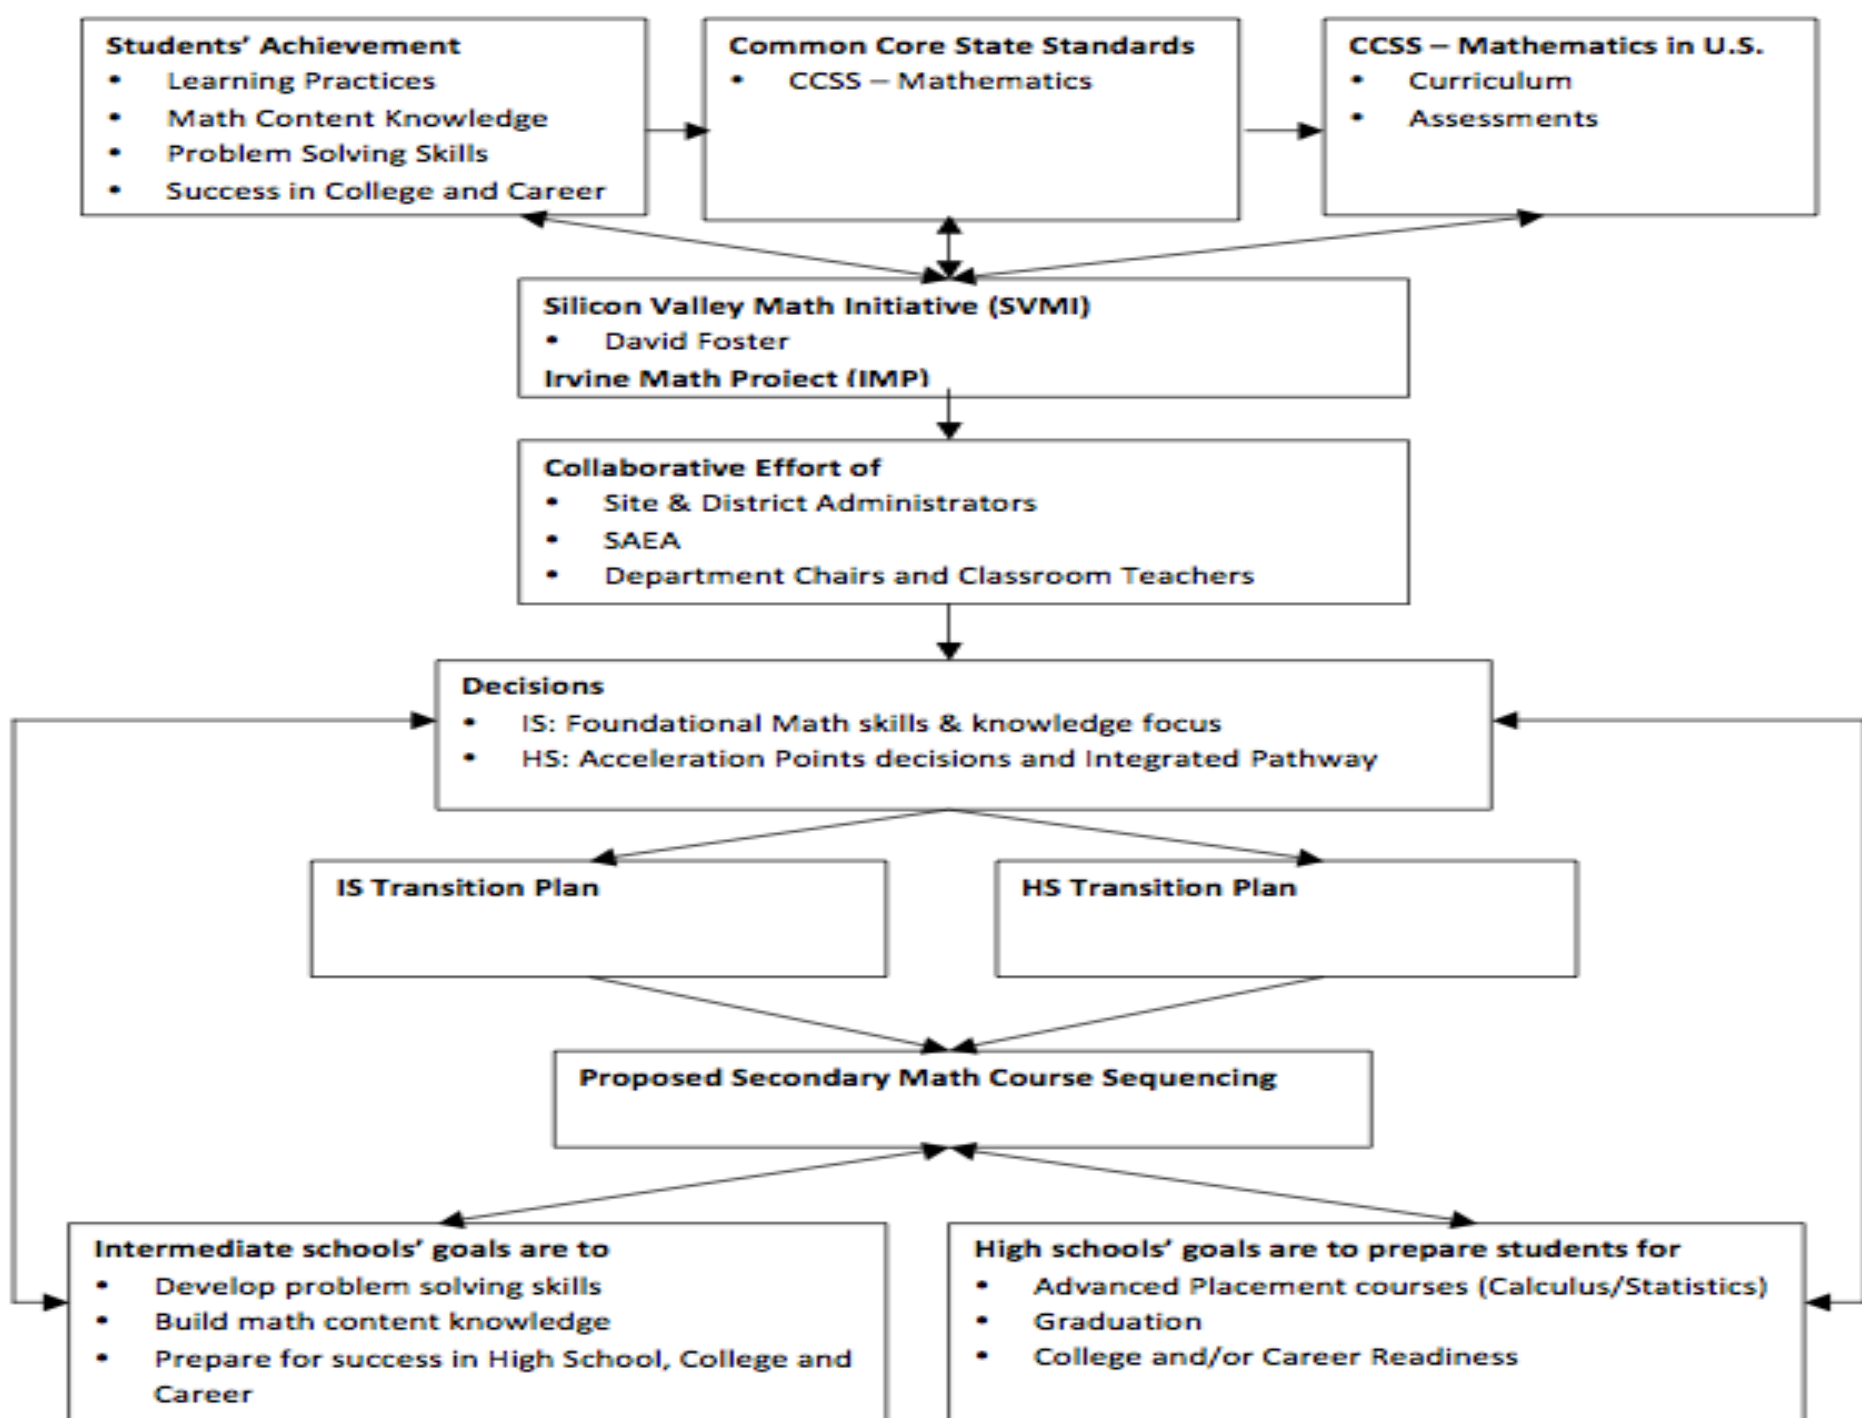 Students’ Achievement
• Learning Practices
• Math Content Knowledge
• Problem Solving Skills
• Success in College and Career
Common Core State Standards
• CCSS – Mathematics
CCSS – Mathematics in U.S.
• Curriculum
• Assessments
Silicon Valley Math Initiative (SVMI)
• David Foster
Irvine Math Project (IMP)
Collaborative Effort of
• Site & District Administrators
• SAEA
• Department Chairs and Classroom Teachers
Decisions
• IS: Foundational Math skills & knowledge focus
• HS: Acceleration Points decisions and Integrated Pathway
IS Transition Plan
HS Transition Plan
Proposed Secondary Math Course Sequencing
Intermediate schools’ goals are to
• Develop problem solving skills
• Build math content knowledge
• Prepare for success in High School, College and
Career
High schools’ goals are to prepare students for
• Advanced Placement courses (Calculus/Statistics)
• Graduation
• College and/or Career Readiness